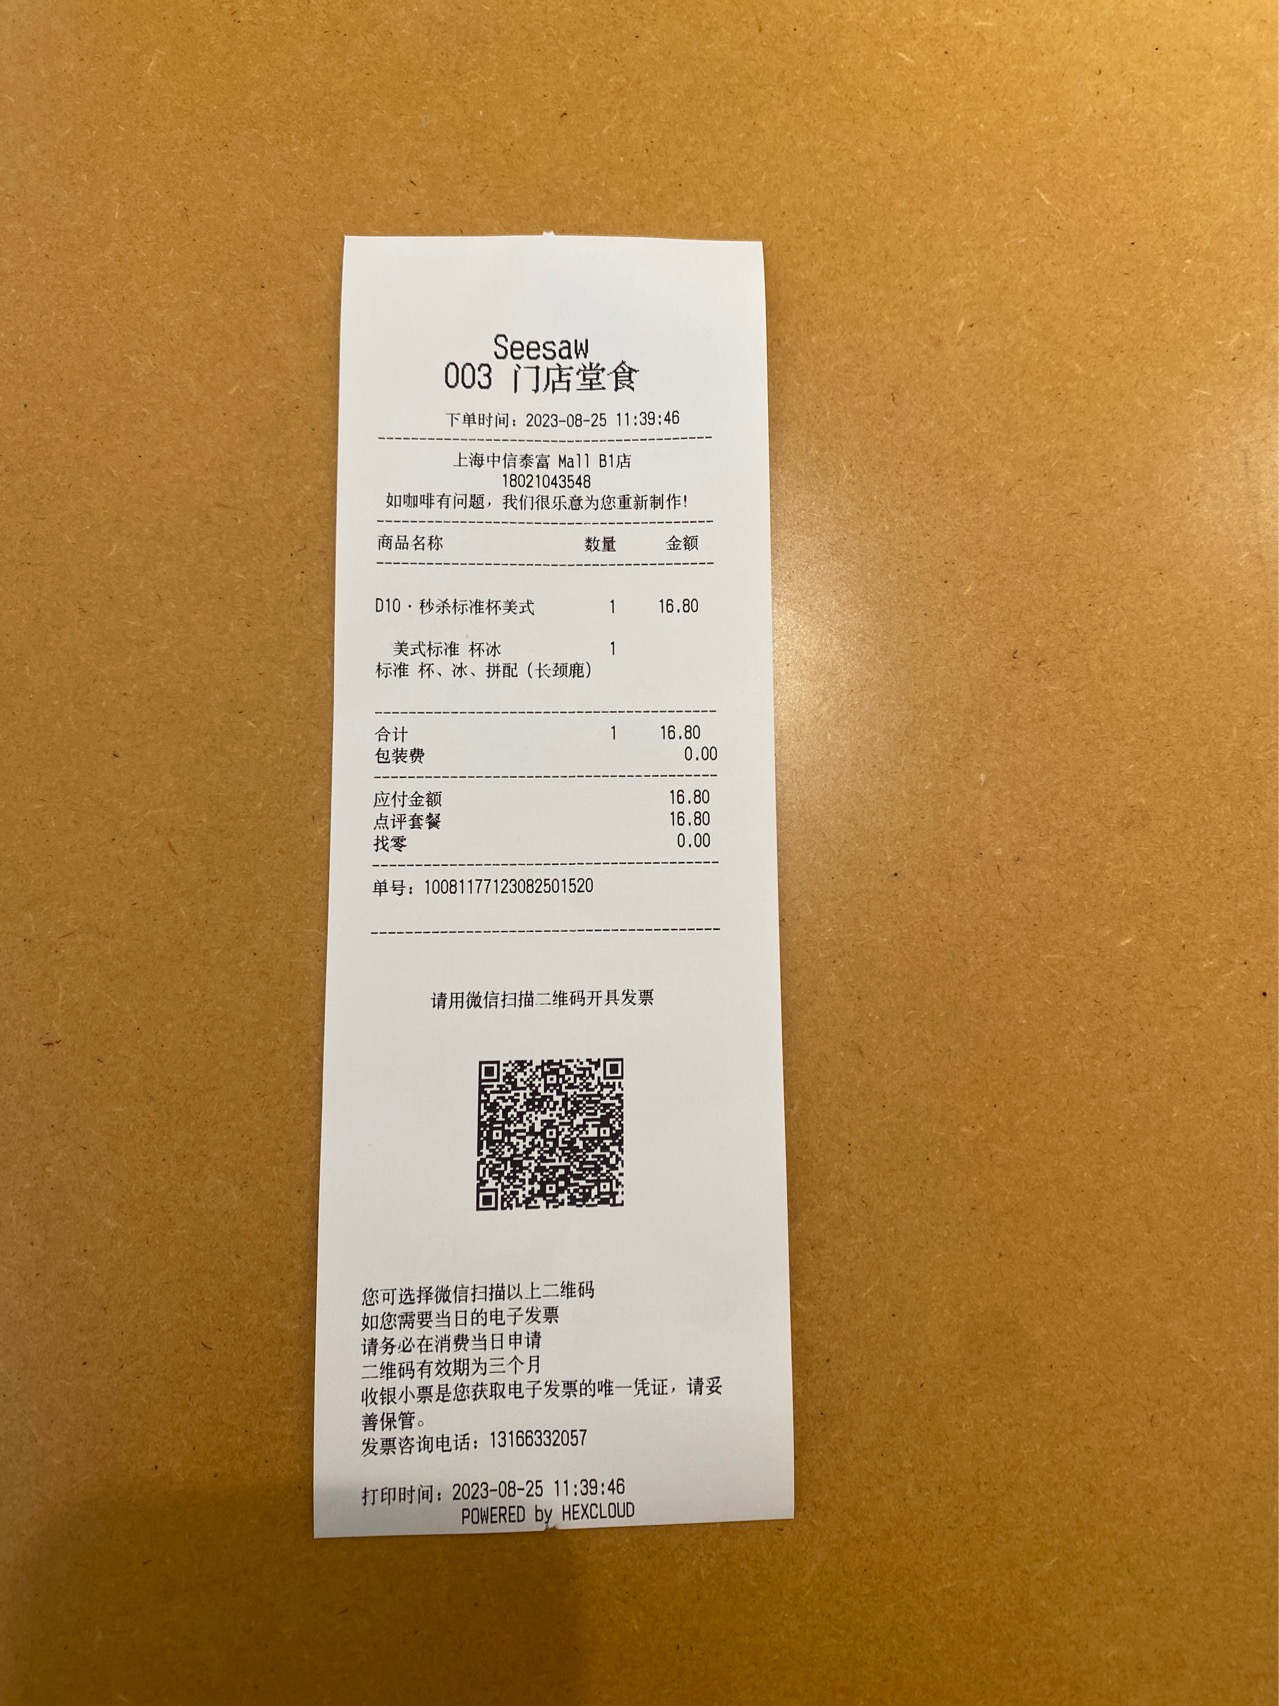 Seesaw
003 门店堂食
下单时间：2023-08-25 11:39:46
上海中信泰富 Mall B1店
18021043548
如咖啡有问题，我们很乐意为您重新制作！
商品名称 数量 金额
D10·秒杀标准杯美式 1 16.80
美式标准 杯冰 1
标准 杯、冰、拼配（长颈鹿）
合计 1 16.80
包装费 0.00
应付金额 16.80
点评套餐 16.80
找零 0.00
单号：10081177123082501520
请用微信扫描二维码开具发票
您可选择微信扫描以上二维码
如您需要当日的电子发票
请务必在消费当日申请
二维码有效期为三个月
收银小票是您获取电子发票的唯一凭证，请妥
善保管。
发票咨询电话：13166332057
打印时间：2023-08-25 11:39:46
POWERED by HEXCLOUD